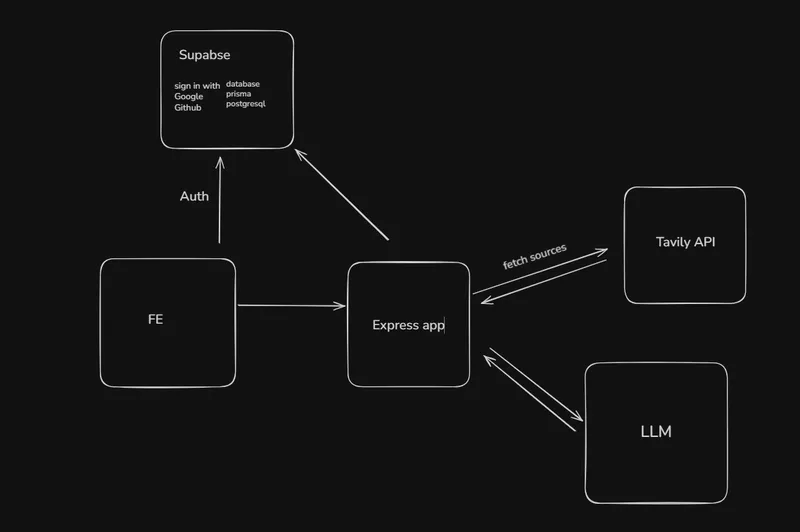 Supabse
sign in with
Google
Github
database
prisma
postgresql
Auth
fetch sources
Tavily API
FE
Express app
LLM